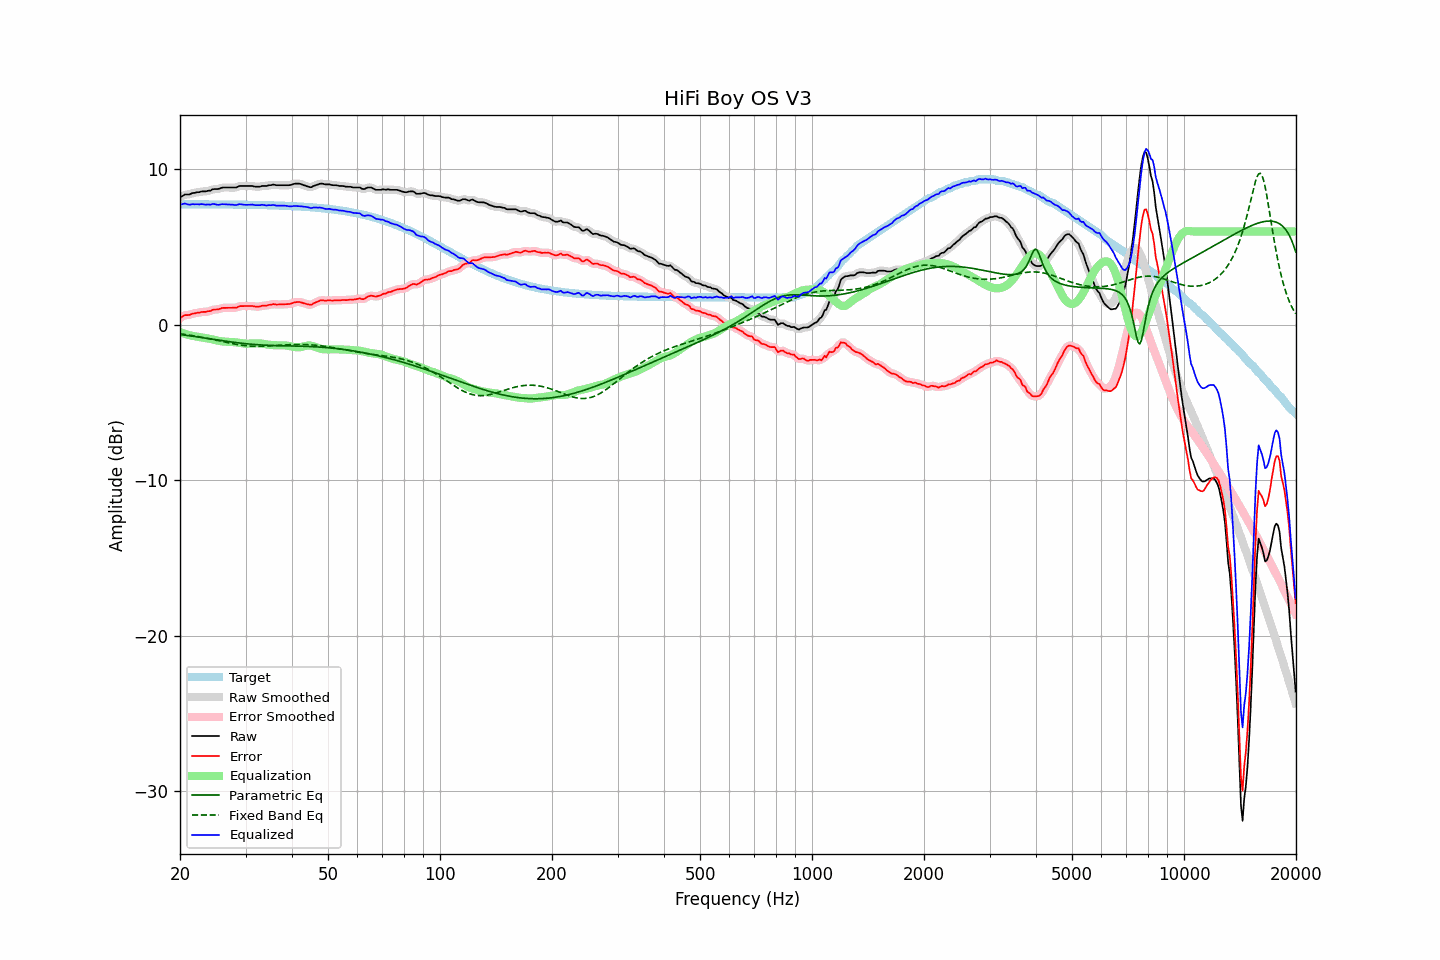 HiFi Boy OS V3
10
0
−10
−20
−30
Amplitude (dBr)
Target
Raw Smoothed
Error Smoothed
Raw
Error
Equalization
Parametric Eq
Fixed Band Eq
Equalized
20
50
100
200
500
1000
2000
5000
10000
20000
Frequency (Hz)